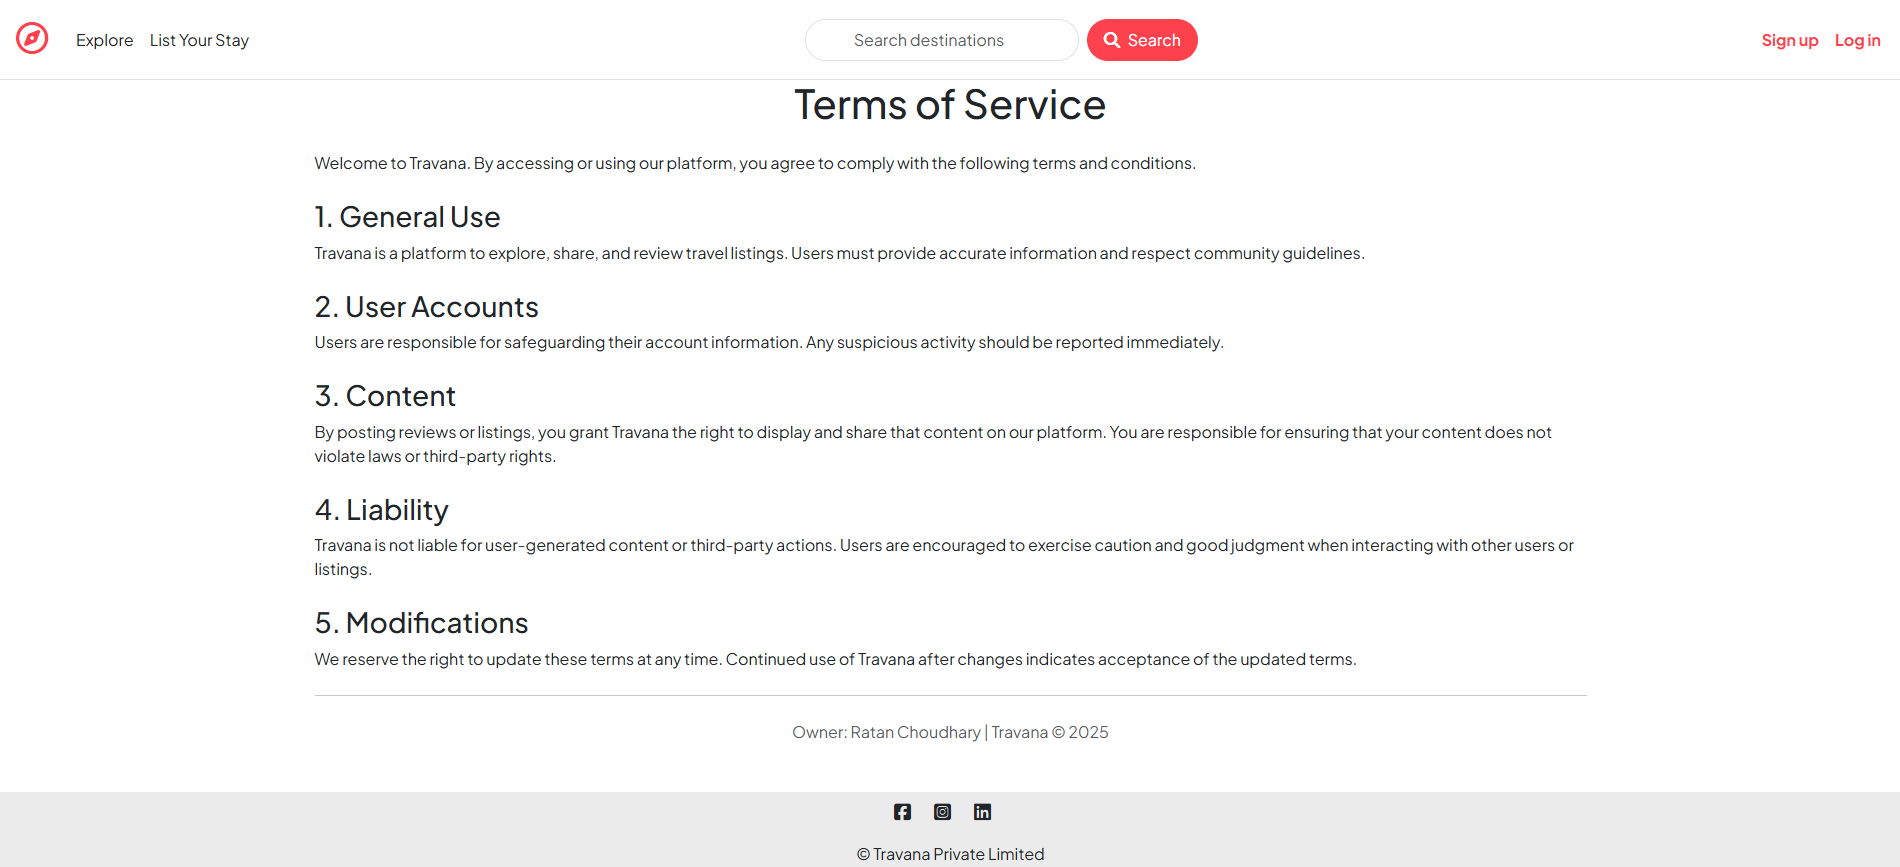 Explore List Your Stay Search destinations Search Sign up Log in
Terms of Service
Welcome to Travana. By accessing or using our platform, you agree to comply with the following terms and conditions.
1. General Use
Travana is a platform to explore, share, and review travel listings. Users must provide accurate information and respect community guidelines.
2. User Accounts
Users are responsible for safeguarding their account information. Any suspicious activity should be reported immediately.
3. Content
By posting reviews or listings, you grant Travana the right to display and share that content on our platform. You are responsible for ensuring that your content does not
violate laws or third-party rights.
4. Liability
Travana is not liable for user-generated content or third-party actions. Users are encouraged to exercise caution and good judgment when interacting with other users or
listings.
5. Modifications
We reserve the right to update these terms at any time. Continued use of Travana after changes indicates acceptance of the updated terms.
Owner: Ratan Choudhary | Travana © 2025
© Travana Private Limited